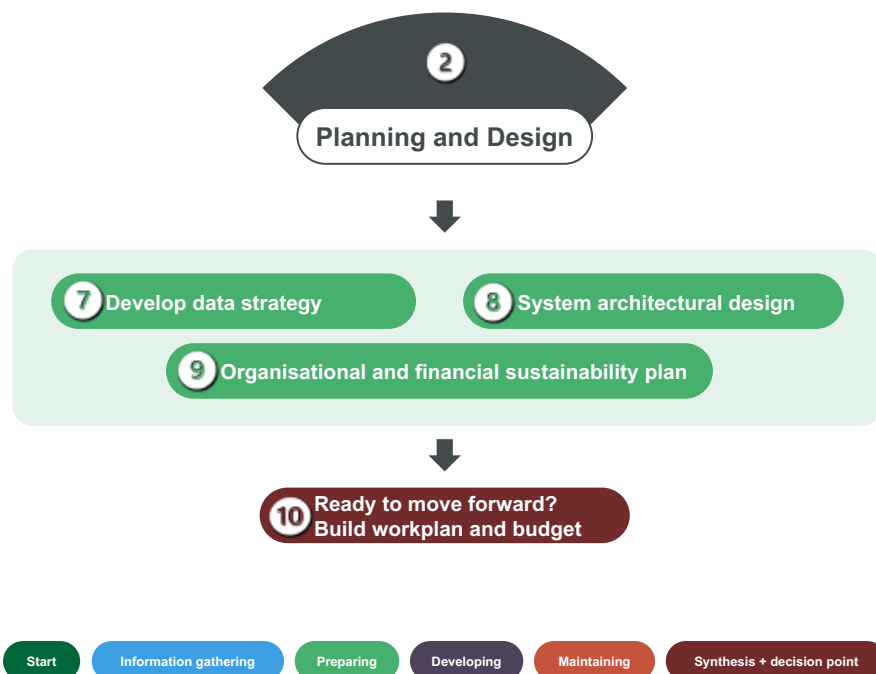 2
Planning and Design
7 Develop data strategy
8 System architectural design
9 Organisational and financial sustainability plan
10 Ready to move forward?
Build workplan and budget
Start
Information gathering
Preparing
Developing
Maintaining
Synthesis + decision point